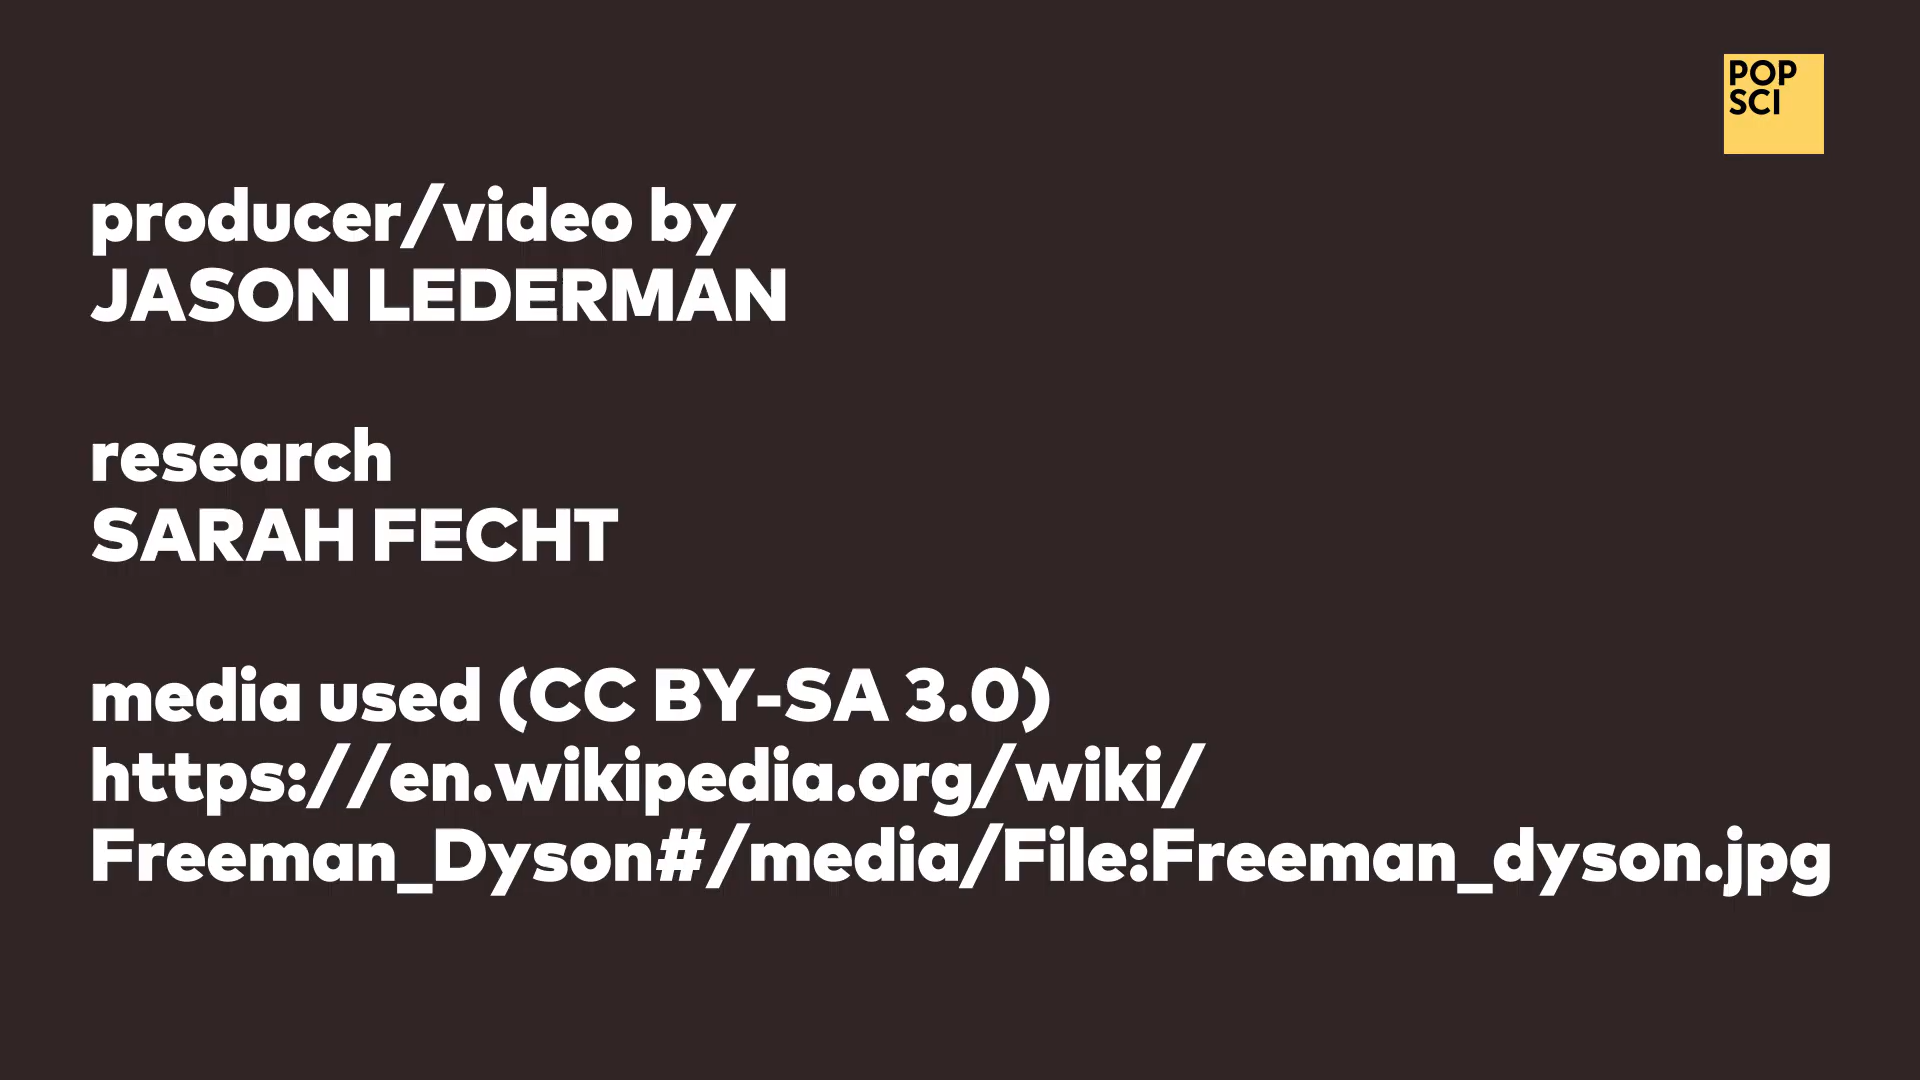 POP
SCI
producer/video by
JASON LEDERMAN
research
SARAH FECHT
media used (CC BY-SA 3.0)
https://en.wikipedia.org/wiki/
Freeman_Dyson#/media/File:Freeman_dyson.jpg